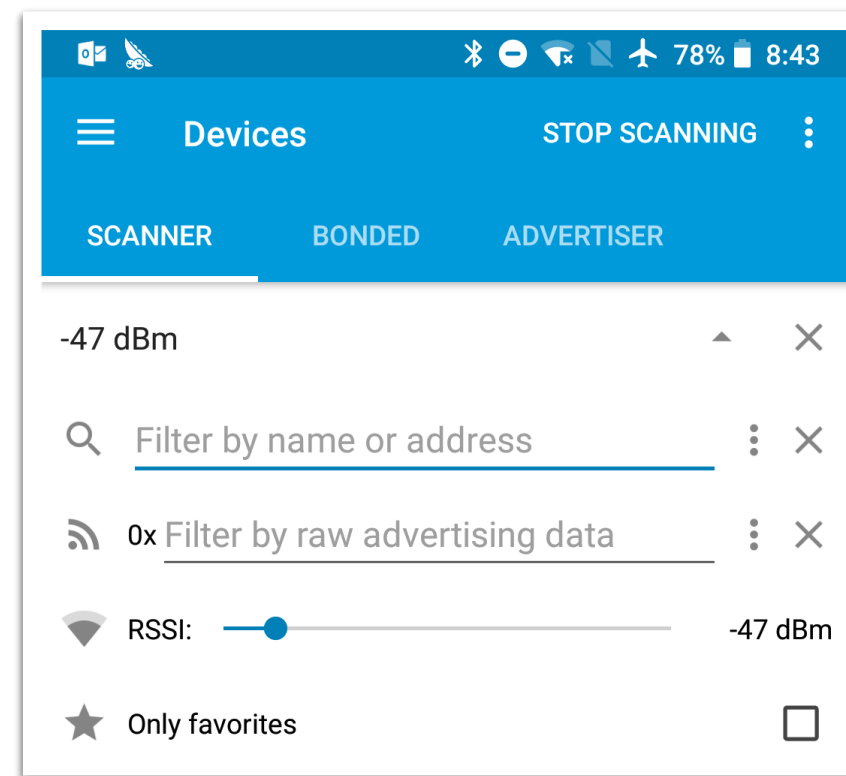 78% 8:43
Devices STOP SCANNING
SCANNER BONDED ADVERTISER
-47 dBm
Filter by name or address
0x Filter by raw advertising data
RSSI: -47 dBm
Only favorites